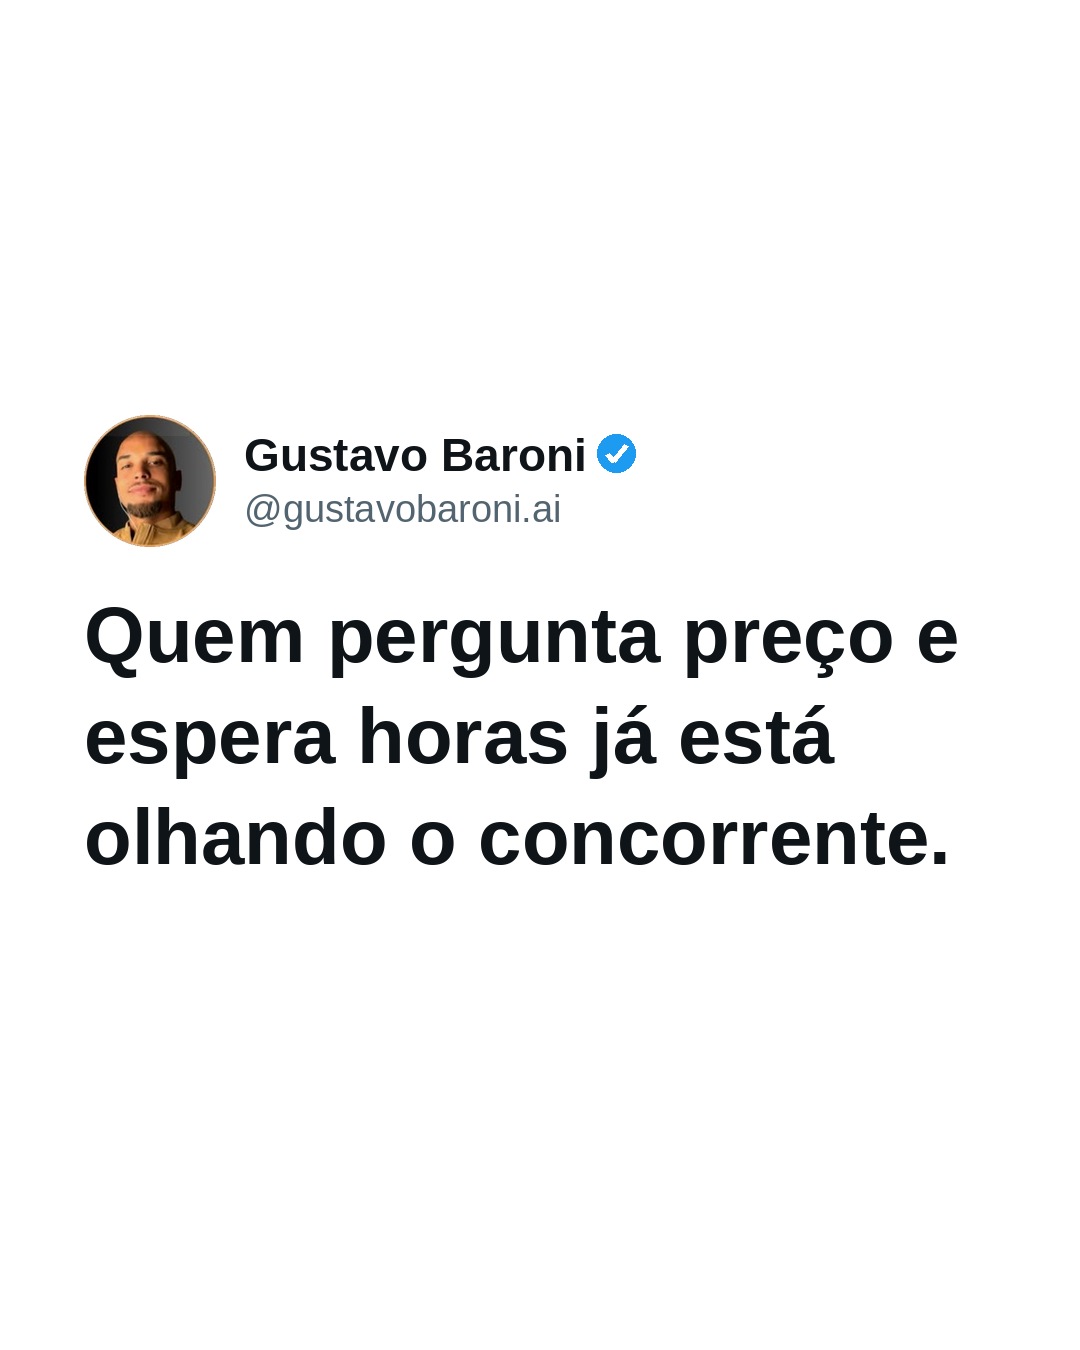 Gustavo Baroni
@gustavobaroni.ai
Quem pergunta preço e
espera horas já está
olhando o concorrente.